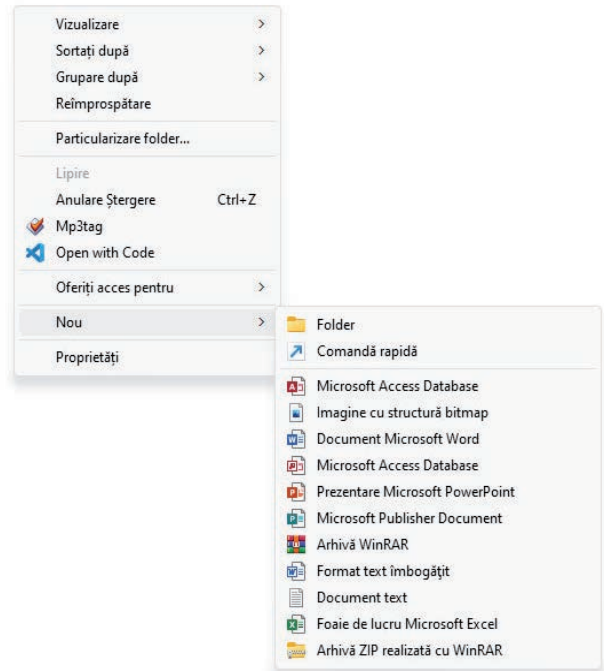 Vizualizare
Sortați după
Grupare după
Reîmprospătare
Particularizare folder...
Lipire
Anulare Ștergere Ctrl+Z
Mp3tag
Open with Code
Oferiți acces pentru
Nou
Proprietăți
Folder
Comandă rapidă
Microsoft Access Database
Imagine cu structură bitmap
Document Microsoft Word
Microsoft Access Database
Prezentare Microsoft PowerPoint
Microsoft Publisher Document
Arhivă WinRAR
Format text îmbogăţit
Document text
Foaie de lucru Microsoft Excel
Arhivă ZIP realizată cu WinRAR